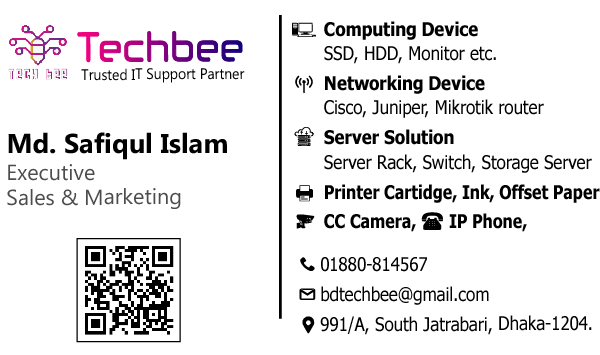 Techbee
TECH BEE
Trusted IT Support Partner
Md. Safiqul Islam
Executive
Sales & Marketing
Computing Device
SSD, HDD, Monitor etc.
Networking Device
Cisco, Juniper, Mikrotik router
Server Solution
Server Rack, Switch, Storage Server
Printer Cartidge, Ink, Offset Paper
CC Camera, IP Phone,
01880-814567
bdtechbee@gmail.com
991/A, South Jatrabari, Dhaka-1204.